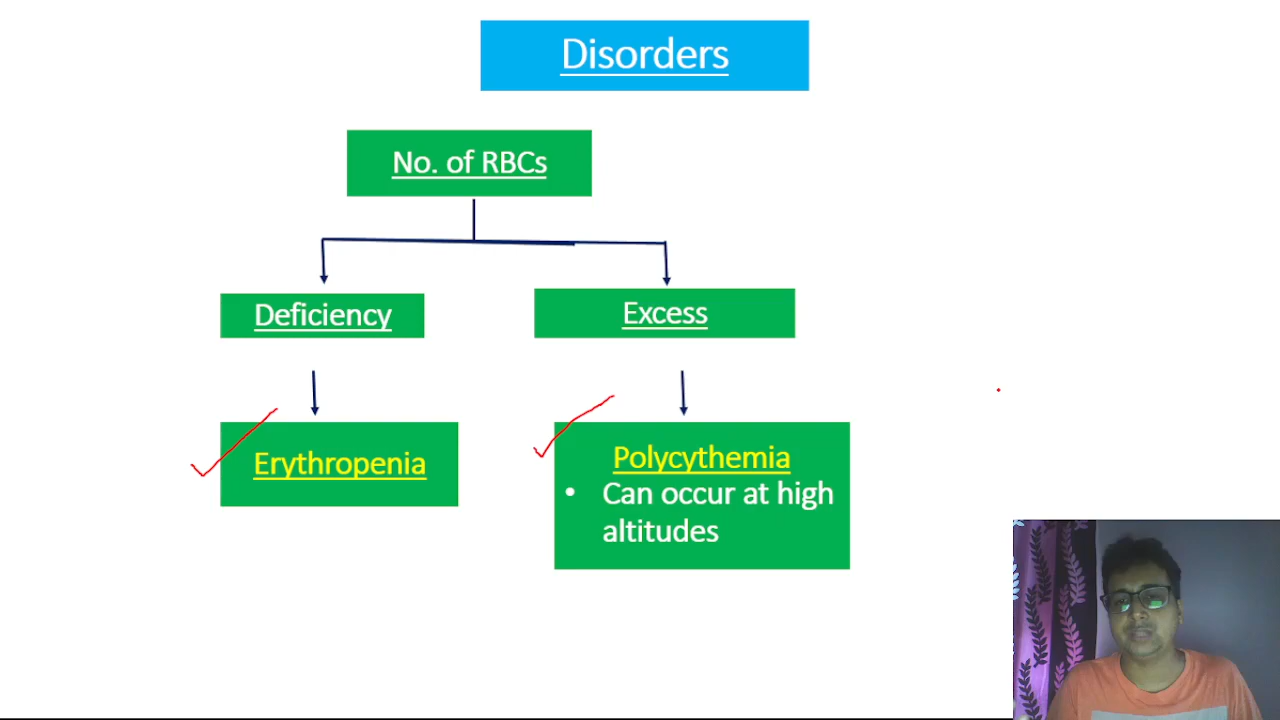 Disorders
No. of RBCs
Deficiency
Excess
Erythropenia
Polycythemia
• Can occur at high
altitudes